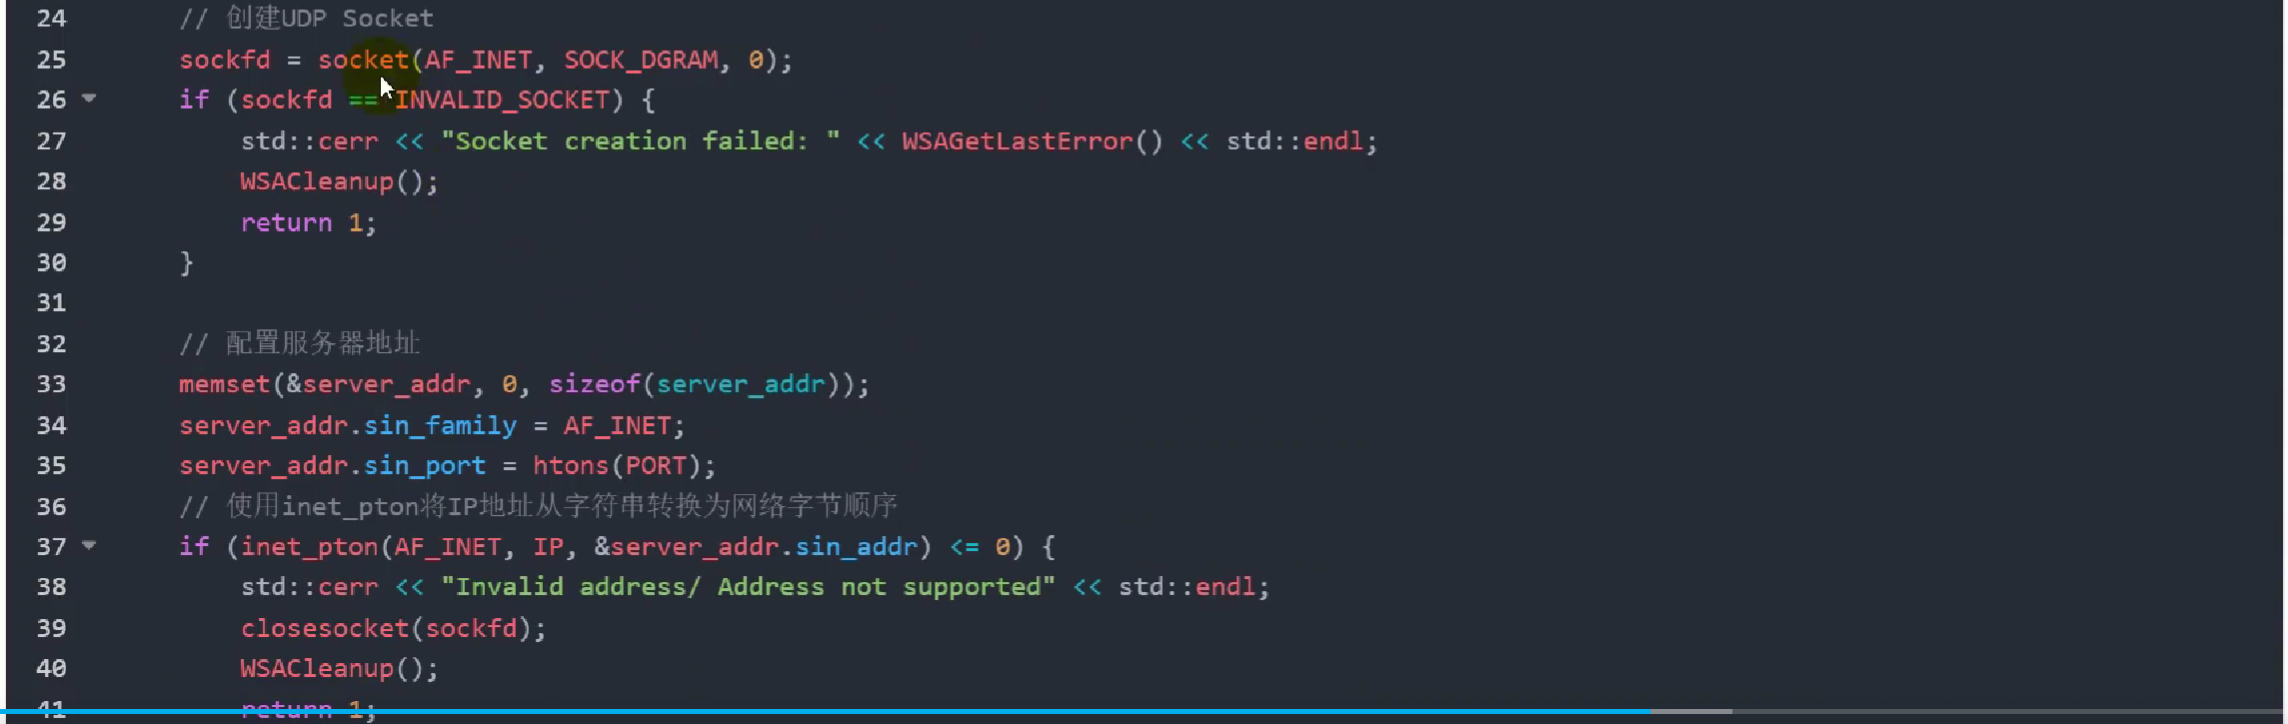 24 // 创建UDP Socket
25 sockfd = socket(AF_INET, SOCK_DGRAM, 0);
26 if (sockfd == INVALID_SOCKET) {
27 std::cerr << "Socket creation failed: " << WSAGetLastError() << std::endl;
28 WSACleanup();
29 return 1;
30 }
31
32 // 配置服务器地址
33 memset(&server_addr, 0, sizeof(server_addr));
34 server_addr.sin_family = AF_INET;
35 server_addr.sin_port = htons(PORT);
36 // 使用inet_pton将IP地址从字符串转换为网络字节顺序
37 if (inet_pton(AF_INET, IP, &server_addr.sin_addr) <= 0) {
38 std::cerr << "Invalid address/ Address not supported" << std::endl;
39 closesocket(sockfd);
40 WSACleanup();
41 return 1;